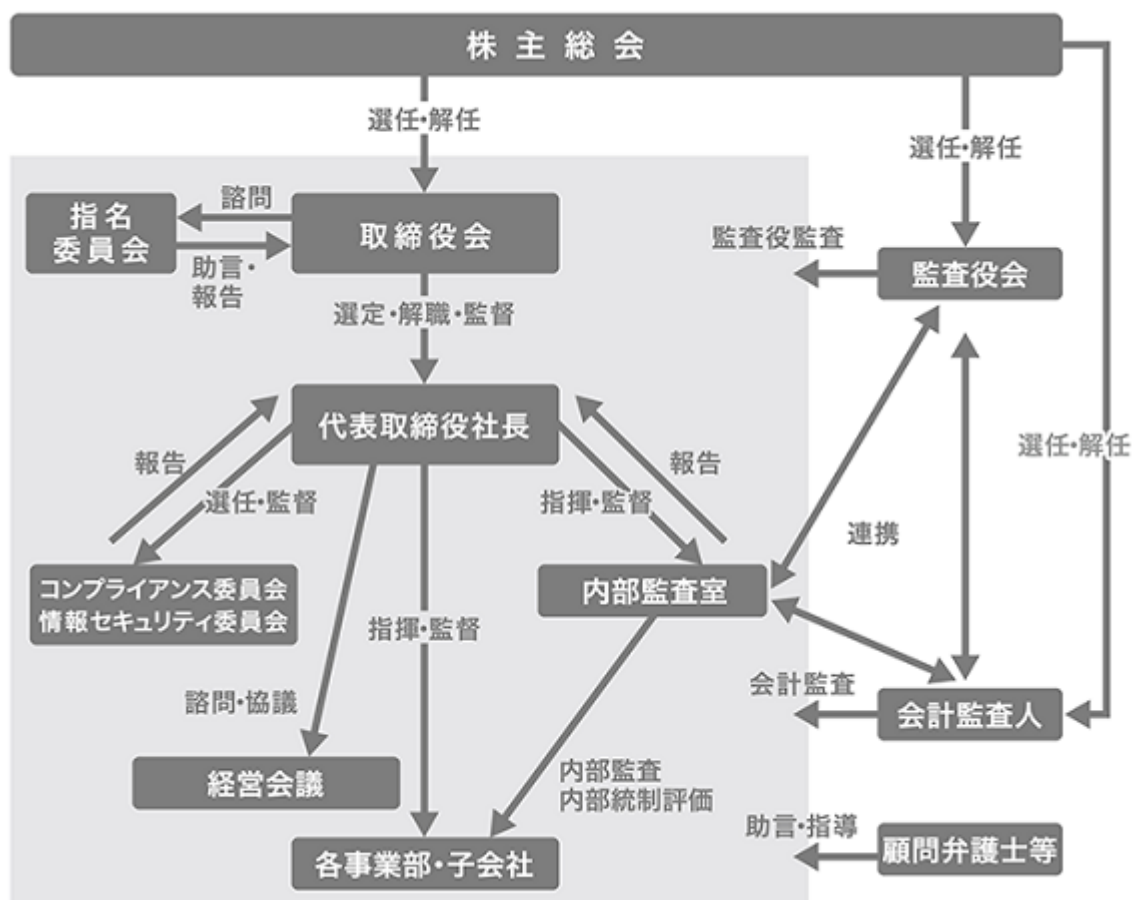 株主総会
選任・解任
選任・解任
諮問
指名
委員会
取締役会
助言・
報告
監査役監査
監査役会
選定・解職・監督
代表取締役社長
報告
選任・監督
指揮・監督
報告
選任・解任
連携
コンプライアンス委員会
情報セキュリティ委員会
内部監査室
指揮・監督
諮問・協議
会計監査
会計監査人
経営会議
内部監査
内部統制評価
助言・指導
顧問弁護士等
各事業部・子会社